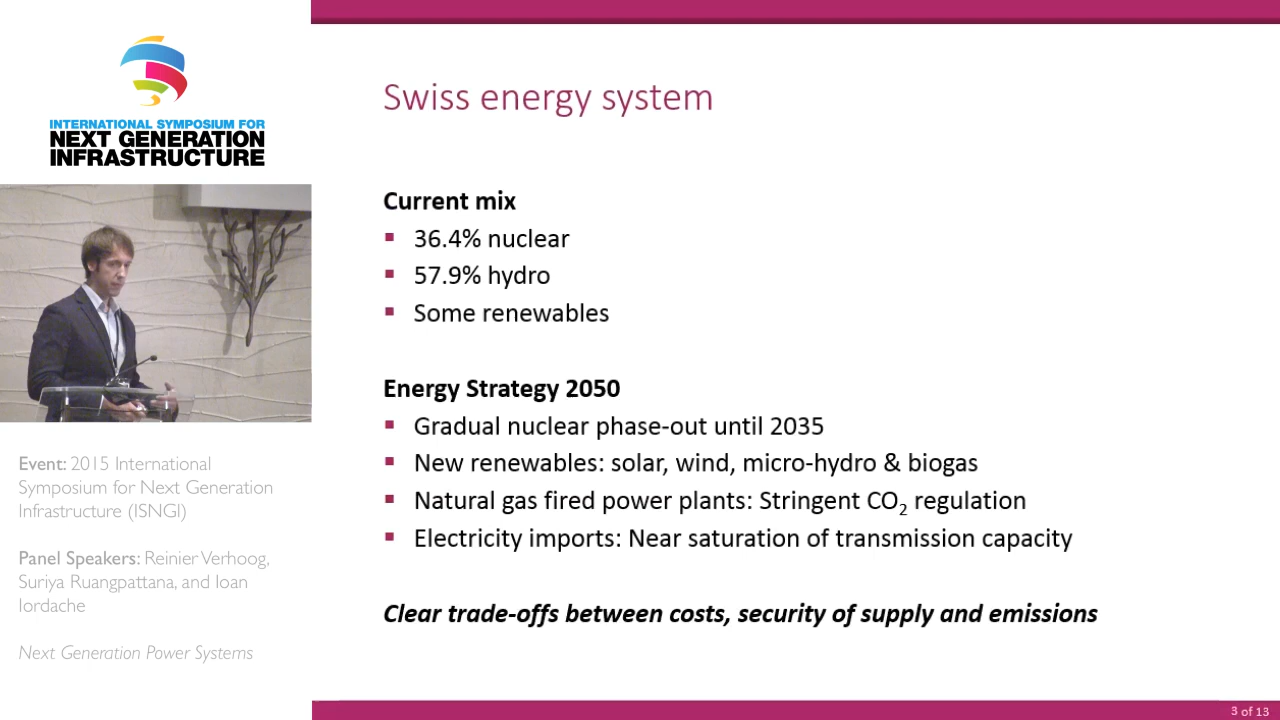 INTERNATIONAL SYMPOSIUM FOR
NEXT GENERATION
INFRASTRUCTURE
Event: 2015 International
Symposium for Next Generation
Infrastructure (ISNGI)
Panel Speakers: Reinier Verhoog,
Suriya Ruangpattana, and Ioan
Iordache
Next Generation Power Systems
Swiss energy system
Current mix
▪ 36.4% nuclear
▪ 57.9% hydro
▪ Some renewables
Energy Strategy 2050
▪ Gradual nuclear phase-out until 2035
▪ New renewables: solar, wind, micro-hydro & biogas
▪ Natural gas fired power plants: Stringent CO₂ regulation
▪ Electricity imports: Near saturation of transmission capacity
Clear trade-offs between costs, security of supply and emissions
3 of 13